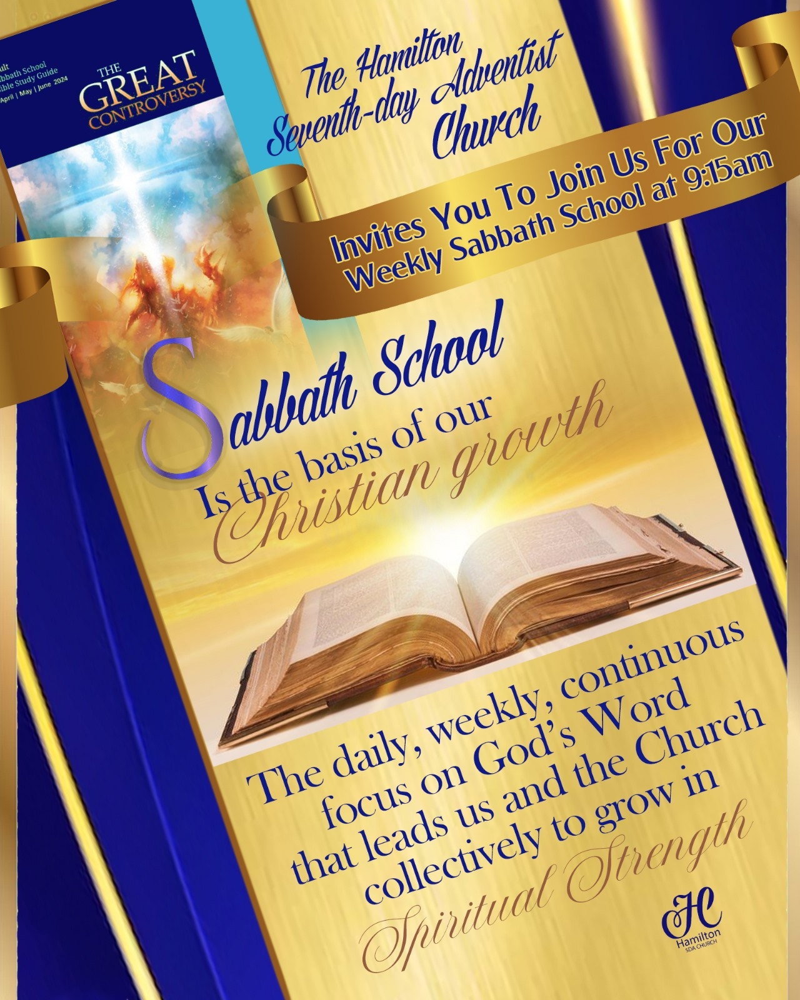 Sabbath School
Bible Study Guide
April | May | June 2024
THE
GREAT
CONTROVERSY
The Hamilton
Seventh-day Adventist
Church
Invites You To Join Us For Our
Weekly Sabbath School at 9:15am
Sabbath School
Is the basis of our
Christian growth
The daily, weekly, continuous
focus on God's Word
that leads us and the Church
collectively to grow in
Spiritual Strength
H
Hamilton
SDA CHURCH